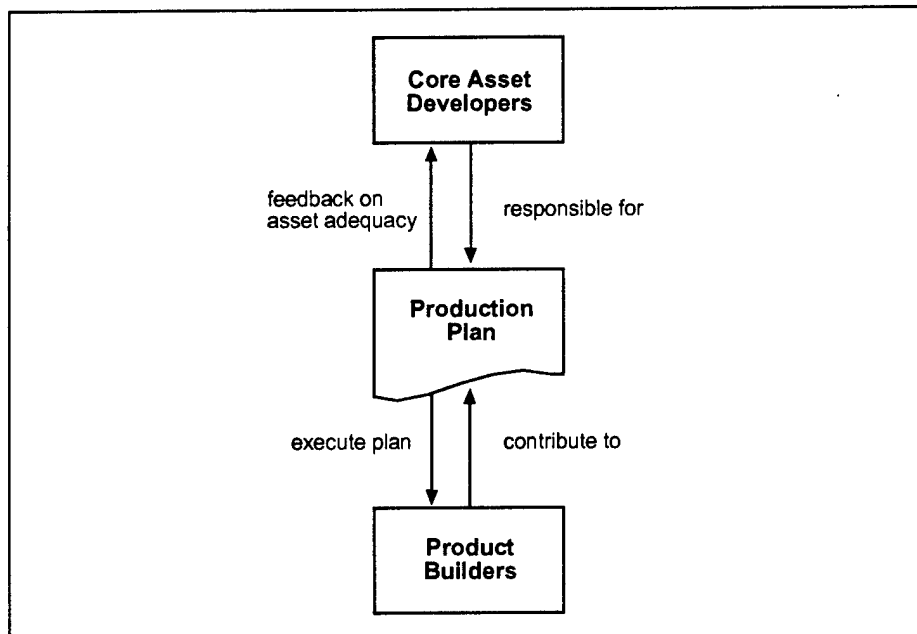 Core Asset
Developers
feedback on
asset adequacy
responsible for
Production
Plan
execute plan
contribute to
Product
Builders